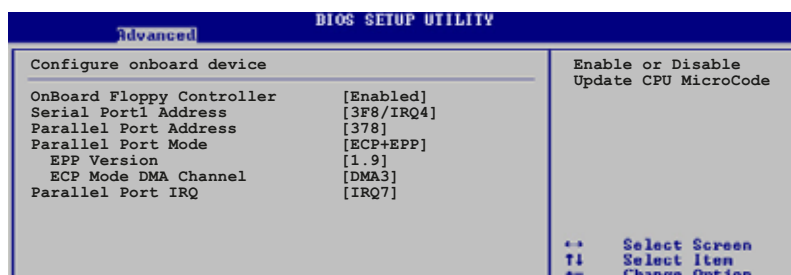 BIOS SETUP UTILITY
Advanced
Configure onboard device
OnBoard Floppy Controller [Enabled]
Serial Port1 Address [3F8/IRQ4]
Parallel Port Address [378]
Parallel Port Mode [ECP+EPP]
EPP Version [1.9]
ECP Mode DMA Channel [DMA3]
Parallel Port IRQ [IRQ7]
Enable or Disable
Update CPU MicroCode
↔ Select Screen
↑↓ Select Item
+- Change Option